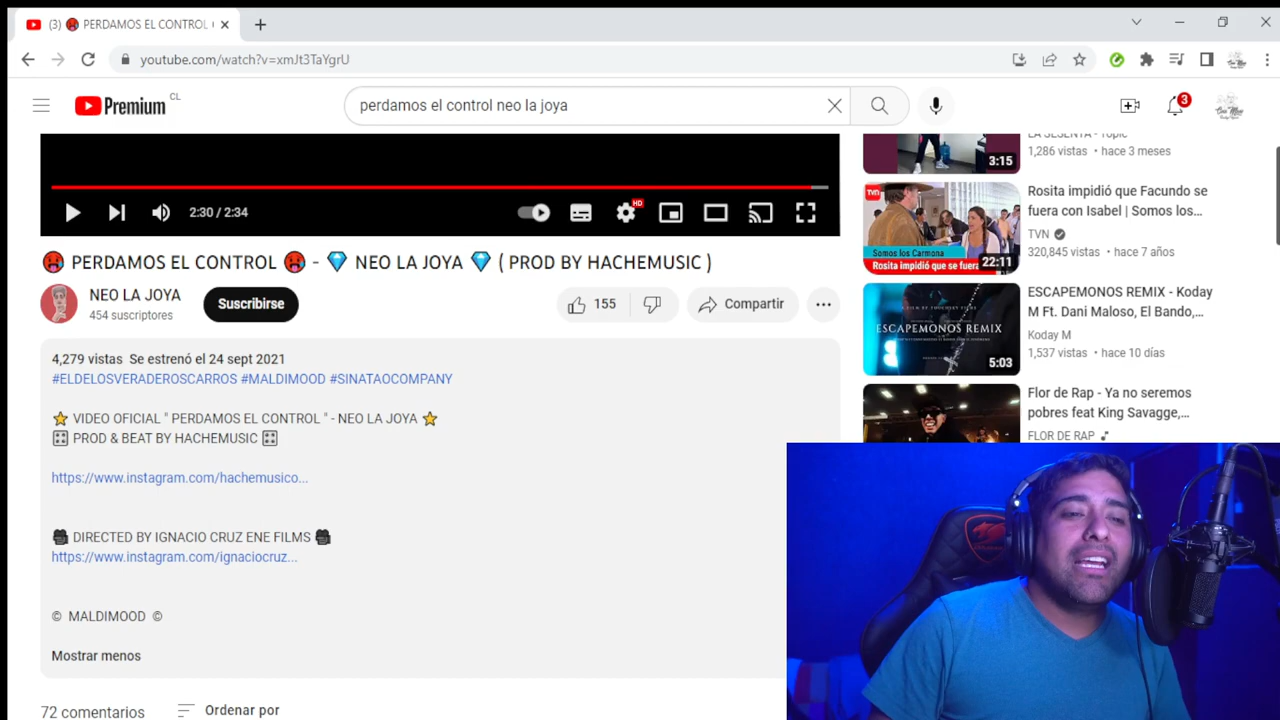 (3) 🥵 PERDAMOS EL CONTROL
youtube.com/watch?v=xmJt3TaYgrU
Premium CL
perdamos el control neo la joya
3
2:30 / 2:34
HD
🥵 PERDAMOS EL CONTROL 🥵 - 💎 NEO LA JOYA 💎 ( PROD BY HACHEMUSIC )
NEO LA JOYA
454 suscriptores
Suscribirse
155
Compartir
4,279 vistas Se estrenó el 24 sept 2021
#ELDELOSVERADEROSCARROS #MALDIMOOD #SINATAOCOMPANY
⭐ VIDEO OFICIAL " PERDAMOS EL CONTROL " - NEO LA JOYA ⭐
🎛 PROD & BEAT BY HACHEMUSIC 🎛
https://www.instagram.com/hachemusico...
🎥 DIRECTED BY IGNACIO CRUZ ENE FILMS 🎥
https://www.instagram.com/ignaciocruz...
© MALDIMOOD ©
Mostrar menos
72 comentarios
Ordenar por
LA SESENTA - Topic
1,286 vistas • hace 3 meses
3:15
Rosita impidió que Facundo se
fuera con Isabel | Somos los...
TVN
320,845 vistas • hace 7 años
TVN
Somos los Carmona
Rosita impidió que se fuera
22:11
ESCAPEMONOS REMIX - Koday
M Ft. Dani Maloso, El Bando,...
Koday M
1,537 vistas • hace 10 días
ESCAPEMONOS REMIX
5:03
Flor de Rap - Ya no seremos
pobres feat King Savagge,...
FLOR DE RAP